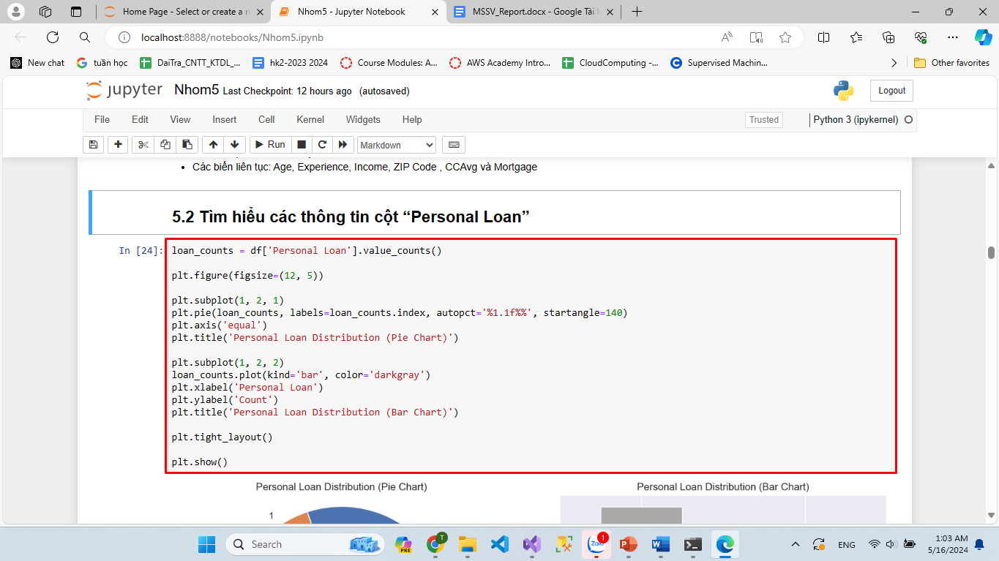 Home Page - Select or create a n
Nhom5 - Jupyter Notebook
MSSV_Report.docx - Google Tài l
localhost:8888/notebooks/Nhom5.ipynb
New chat
tuần học
DaiTra_CNTT_KTDL_...
hk2-2023 2024
Course Modules: A...
AWS Academy Intro...
CloudComputing -...
Supervised Machin...
Other favorites
jupyter
Nhom5 Last Checkpoint: 12 hours ago (autosaved)
Logout
File Edit View Insert Cell Kernel Widgets Help
Trusted
Python 3 (ipykernel)
Run
Markdown
• Các biến liên tục: Age, Experience, Income, ZIP Code , CCAvg và Mortgage
5.2 Tìm hiểu các thông tin cột “Personal Loan”
In [24]:
loan_counts = df['Personal Loan'].value_counts()
plt.figure(figsize=(12, 5))
plt.subplot(1, 2, 1)
plt.pie(loan_counts, labels=loan_counts.index, autopct='%1.1f%%', startangle=140)
plt.axis('equal')
plt.title('Personal Loan Distribution (Pie Chart)')
plt.subplot(1, 2, 2)
loan_counts.plot(kind='bar', color='darkgray')
plt.xlabel('Personal Loan')
plt.ylabel('Count')
plt.title('Personal Loan Distribution (Bar Chart)')
plt.tight_layout()
plt.show()
Personal Loan Distribution (Pie Chart)
Personal Loan Distribution (Bar Chart)
1
Search
PRE
T
Zalo
1
ENG
1:03 AM
5/16/2024